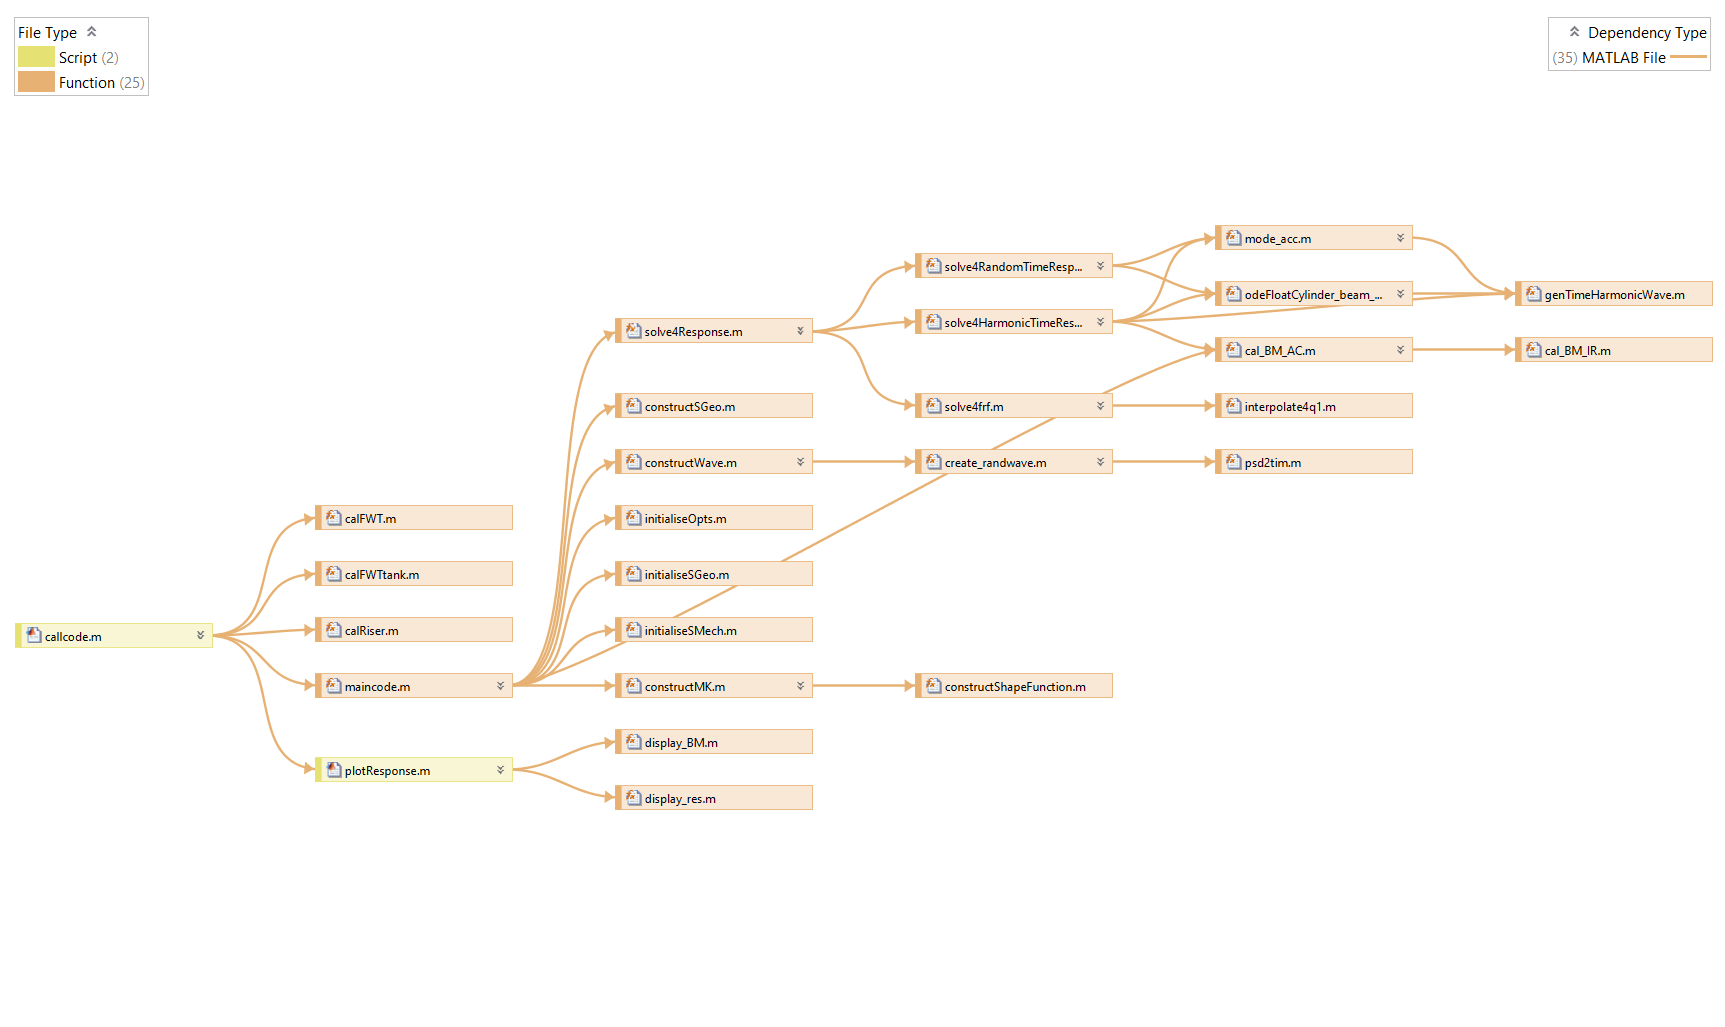 File Type
Script (2)
Function (25)
Dependency Type
(35) MATLAB File
callcode.m
calFWT.m
calFWTtank.m
calRiser.m
maincode.m
plotResponse.m
solve4Response.m
constructSGeo.m
constructWave.m
initialiseOpts.m
initialiseSGeo.m
initialiseSMech.m
constructMK.m
display_BM.m
display_res.m
solve4RandomTimeResp...
solve4HarmonicTimeRes...
solve4frf.m
create_randwave.m
constructShapeFunction.m
mode_acc.m
odeFloatCylinder_beam_...
cal_BM_AC.m
interpolate4q1.m
psd2tim.m
genTimeHarmonicWave.m
cal_BM_IR.m